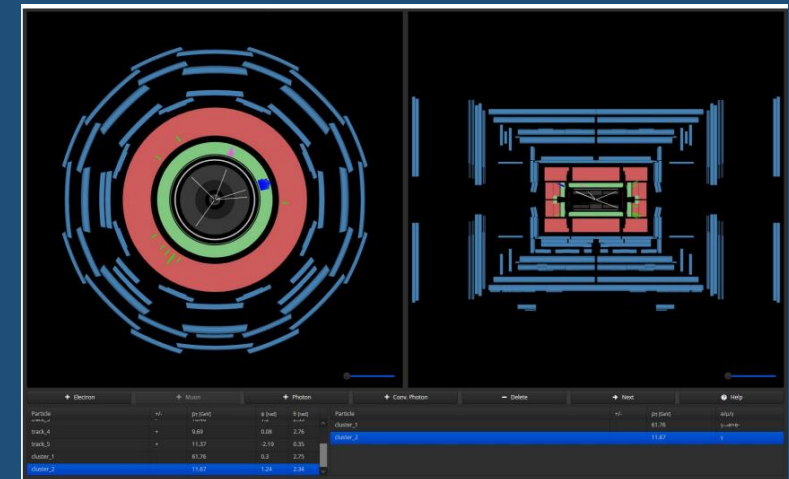 + Electron + Muon + Photon + Conv. Photon − Delete → Next Help
Particle +/- pT [GeV] φ [rad] θ [rad] Particle +/- pT [GeV] e/μ/γ
track_4 + 9.69 0.08 2.76 cluster_1 61.76
track_5 + 11.37 -2.19 0.35 cluster_2 11.67
cluster_1 61.76 0.3 2.75
cluster_2 11.67 1.24 2.34